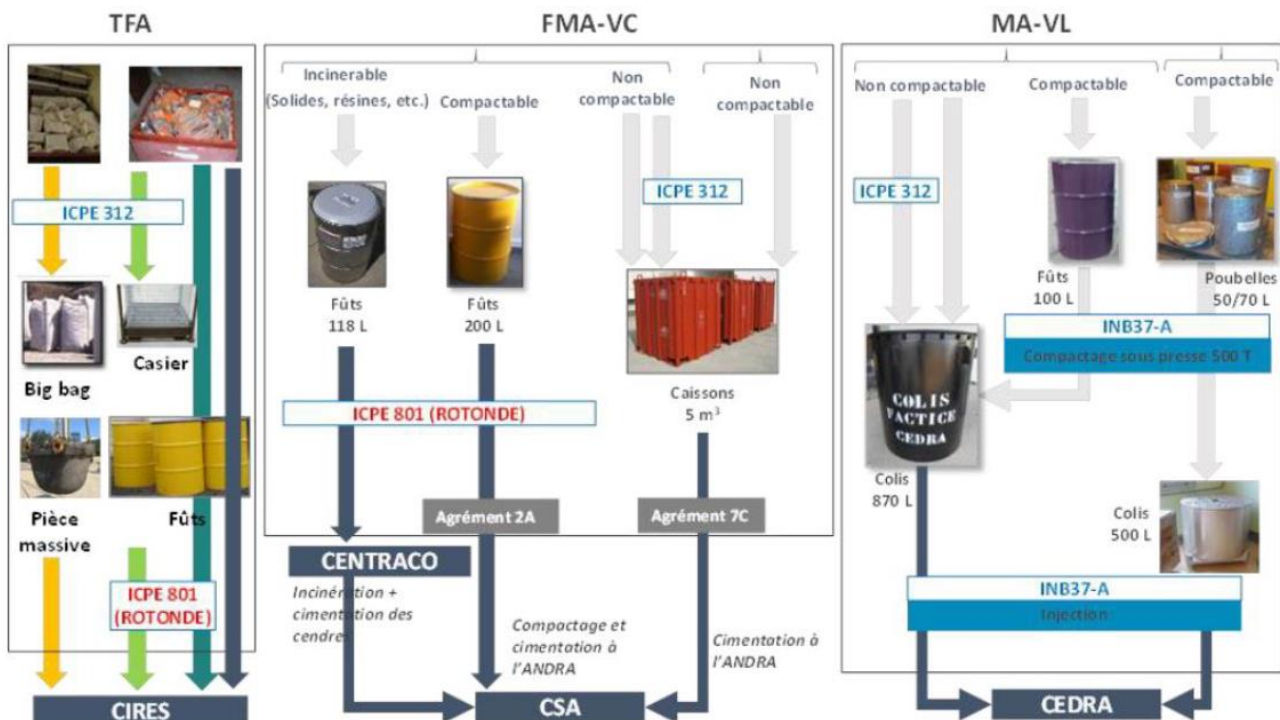 TFA
ICPE 312
Big bag
Casier
Pièce
massive
Fûts
ICPE 801
(ROTONDE)
CIRES
FMA-VC
Incinerable
(Solides, résines, etc.)
Compactable
Non
compactable
Non
compactable
ICPE 312
Fûts
118 L
Fûts
200 L
Caissons
5 m³
ICPE 801 (ROTONDE)
Agrément 2A
Agrément 7C
CENTRACO
Incinération +
cimentation des
cendres
Compactage et
cimentation à
l'ANDRA
Cimentation à
l'ANDRA
CSA
MA-VL
Non compactable
Compactable
Compactable
ICPE 312
Fûts
100 L
Poubelles
50/70 L
INB37-A
Compactage sous presse 500 T
COLIS
FACTICE
CEDRA
Colis
870 L
Colis
500 L
INB37-A
Injection
CEDRA